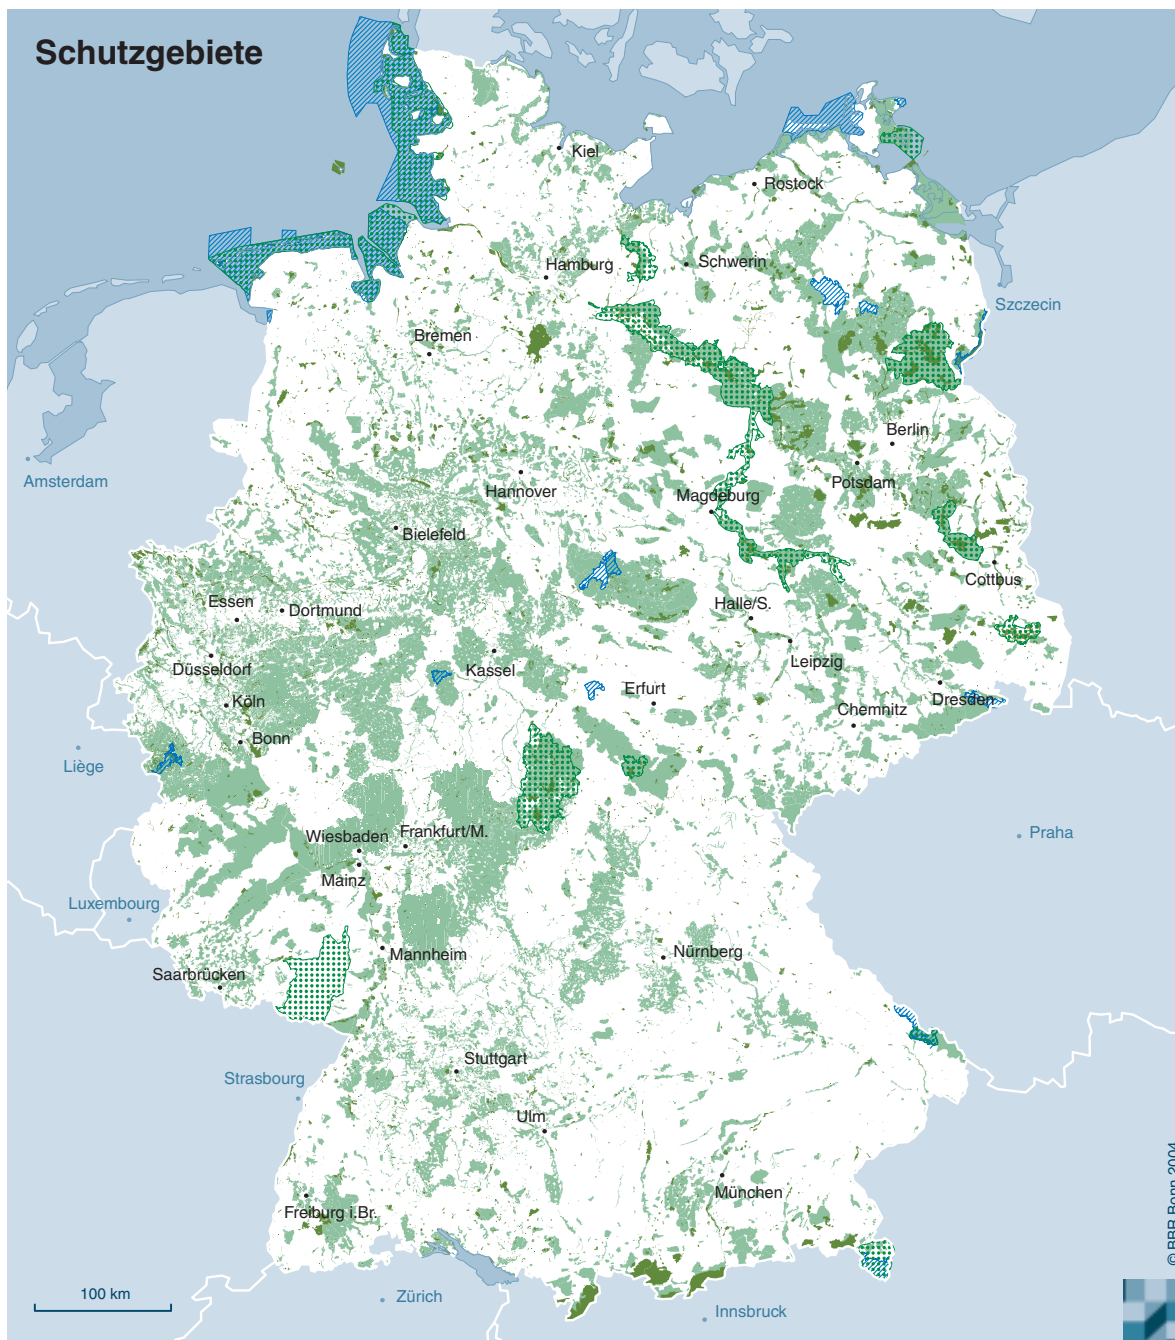 Schutzgebiete
Kiel
Rostock
Hamburg
Schwerin
Szczecin
Bremen
Berlin
Amsterdam
Hannover
Potsdam
Magdeburg
Bielefeld
Cottbus
Essen
Dortmund
Halle/S.
Düsseldorf
Kassel
Leipzig
Erfurt
Köln
Dresden
Chemnitz
Bonn
Liège
Wiesbaden
Frankfurt/M.
Praha
Mainz
Luxembourg
Mannheim
Nürnberg
Saarbrücken
Stuttgart
Strasbourg
Ulm
München
Freiburg i.Br.
© BBR Bonn 2004
100 km
Zürich
Innsbruck